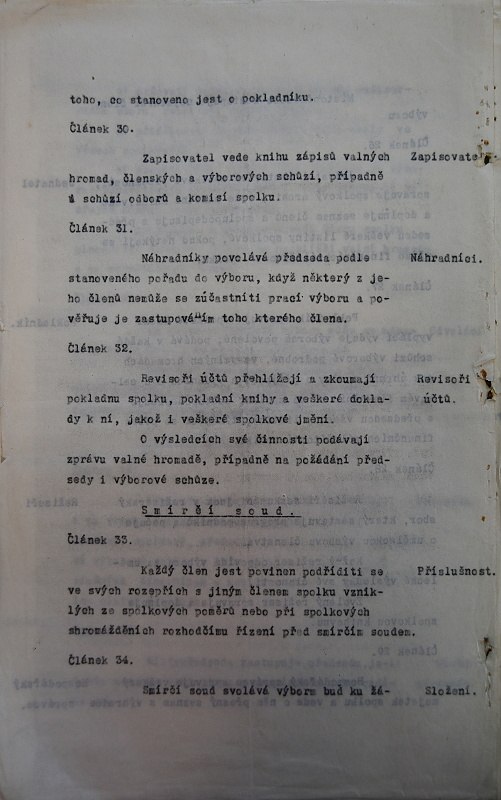 toho, co stanoveno jest o pokladníku.
Článek 30.
Zapisovatel vede knihu zápisů valných Zapisovatel
hromad, členských a výborových schůzí, případně
i schůzí odborů a komisí spolku.
Článek 31.
Náhradníky povolává předseda podle Náhradníci.
stanoveného pořadu do výboru, když některý z je-
ho členů nemůže se zúčastniti prací výboru a po-
věřuje je zastupováním toho kterého člena.
Článek 32.
Revisoři účtů přehlížejí a zkoumají Revisoři
pokladnu spolku, pokladní knihy a veškeré dokla- účtů.
dy k ní, jakož i veškeré spolkové jmění.
O výsledcích své činnosti podávají
zprávu valné hromadě, případně na požádání před-
sedy i výborové schůze.
Smírčí soud.
Článek 33.
Každý člen jest povinen podříditi se Příslušnost.
ve svých rozepřích s jiným členem spolku vznik-
lých ze spolkových poměrů nebo při spolkových
shromážděních rozhodčímu řízení před smírčím soudem.
Článek 34.
Smírčí soud svolává výborm buď ku žá- Složení.